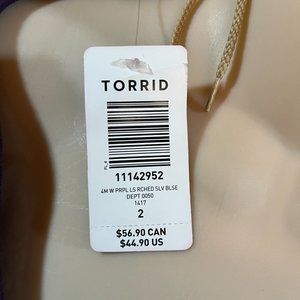 TORRID
11142952
4M W PRPL LS RCHED SLV BLSE
DEPT 0050
1417
2
$56.90 CAN
$44.90 US